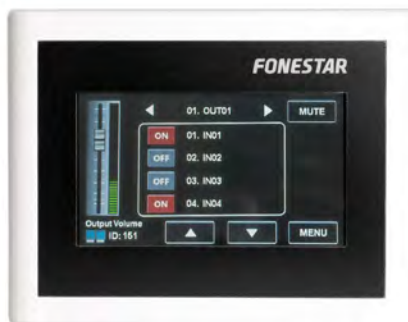 FONESTAR
01. OUT01
MUTE
ON 01. IN01
OFF 02. IN02
OFF 03. IN03
ON 04. IN04
Output Volume
ID: 151
MENU